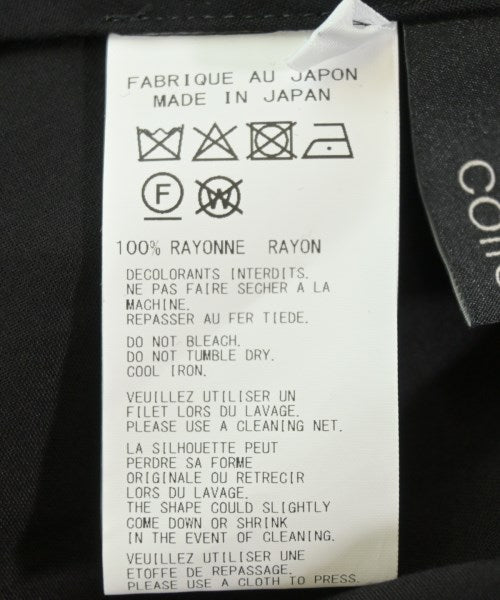 FABRIQUE AU JAPON
MADE IN JAPAN
F
W
100% RAYONNE RAYON
DECOLORANTS INTERDITS.
NE PAS FAIRE SECHER A LA
MACHINE.
REPASSER AU FER TIEDE.
DO NOT BLEACH.
DO NOT TUMBLE DRY.
COOL IRON.
VEUILLEZ UTILISER UN
FILET LORS DU LAVAGE.
PLEASE USE A CLEANING NET.
LA SILHOUETTE PEUT
PERDRE SA FORME
ORIGINALE OU RETRECIR
LORS DU LAVAGE.
THE SHAPE COULD SLIGHTLY
COME DOWN OR SHRINK
IN THE EVENT OF CLEANING.
VEUILLEZ UTILISER UNE
ETOFFE DE REPASSAGE.
PLEASE USE A CLOTH TO PRESS.